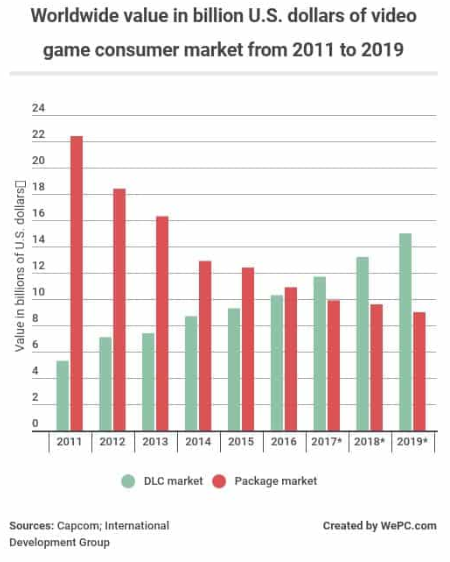 Worldwide value in billion U.S. dollars of video
game consumer market from 2011 to 2019
Value in billions of U.S. dollars▯
24
22
20
18
16
14
12
10
8
6
4
2
0
2011 2012 2013 2014 2015 2016 2017* 2018* 2019*
DLC market Package market
Sources: Capcom; International
Development Group
Created by WePC.com